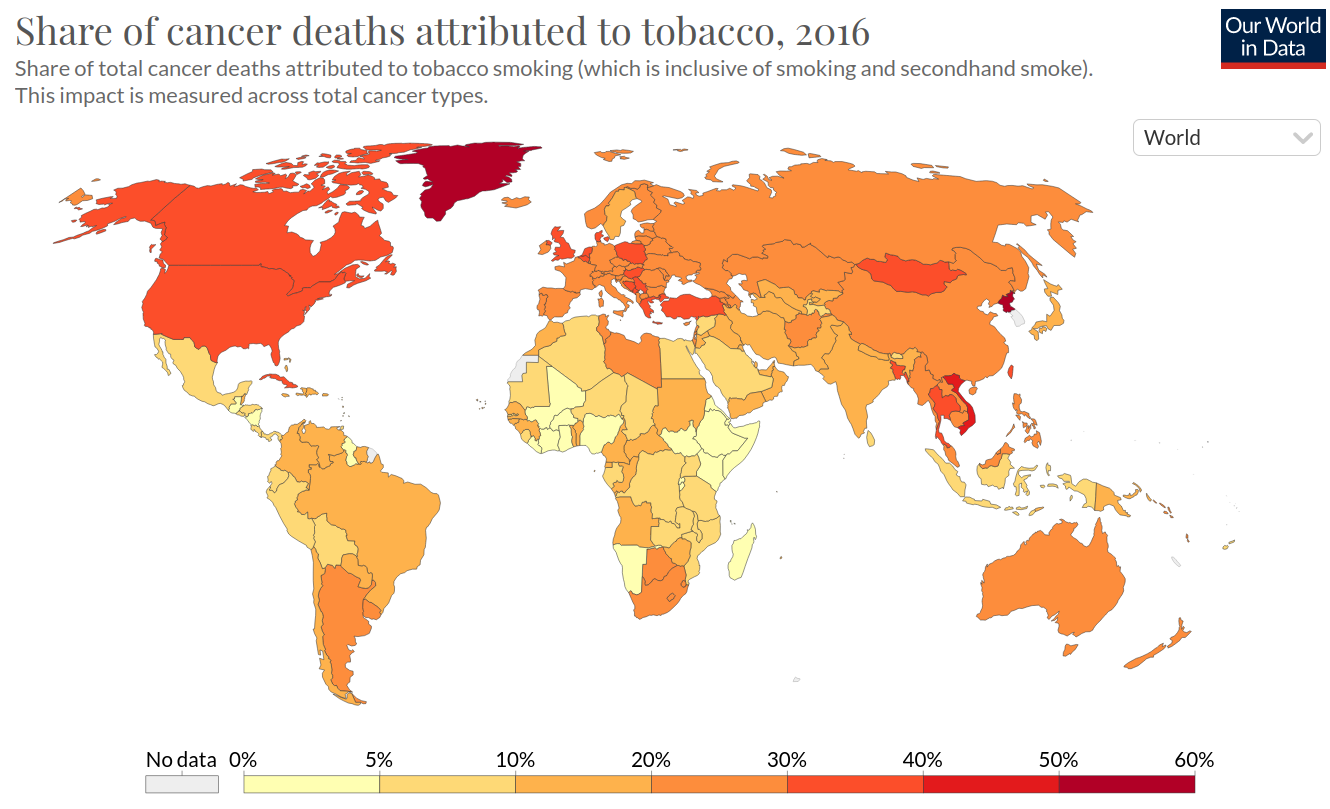 Share of cancer deaths attributed to tobacco, 2016
Our World
in Data
Share of total cancer deaths attributed to tobacco smoking (which is inclusive of smoking and secondhand smoke).
This impact is measured across total cancer types.
World
No data 0% 5% 10% 20% 30% 40% 50% 60%